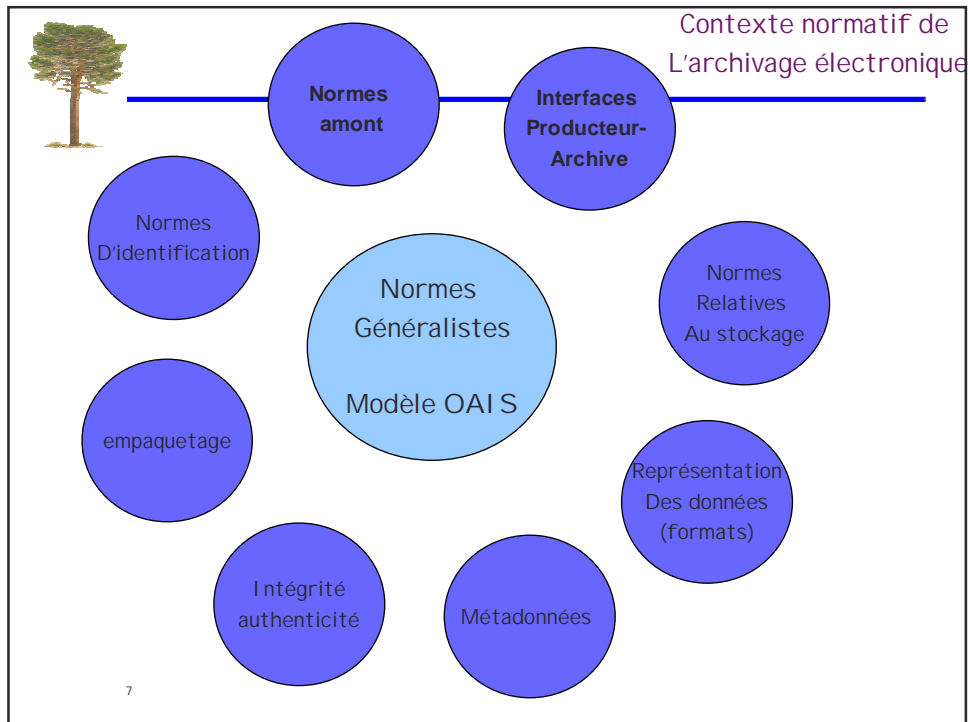 Contexte normatif de
L'archivage électronique
Normes
amont
Interfaces
Producteur-
Archive
Normes
D'identification
Normes
Généralistes
Modèle OAIS
Normes
Relatives
Au stockage
empaquetage
Représentation
Des données
(formats)
Intégrité
authenticité
Métadonnées
7